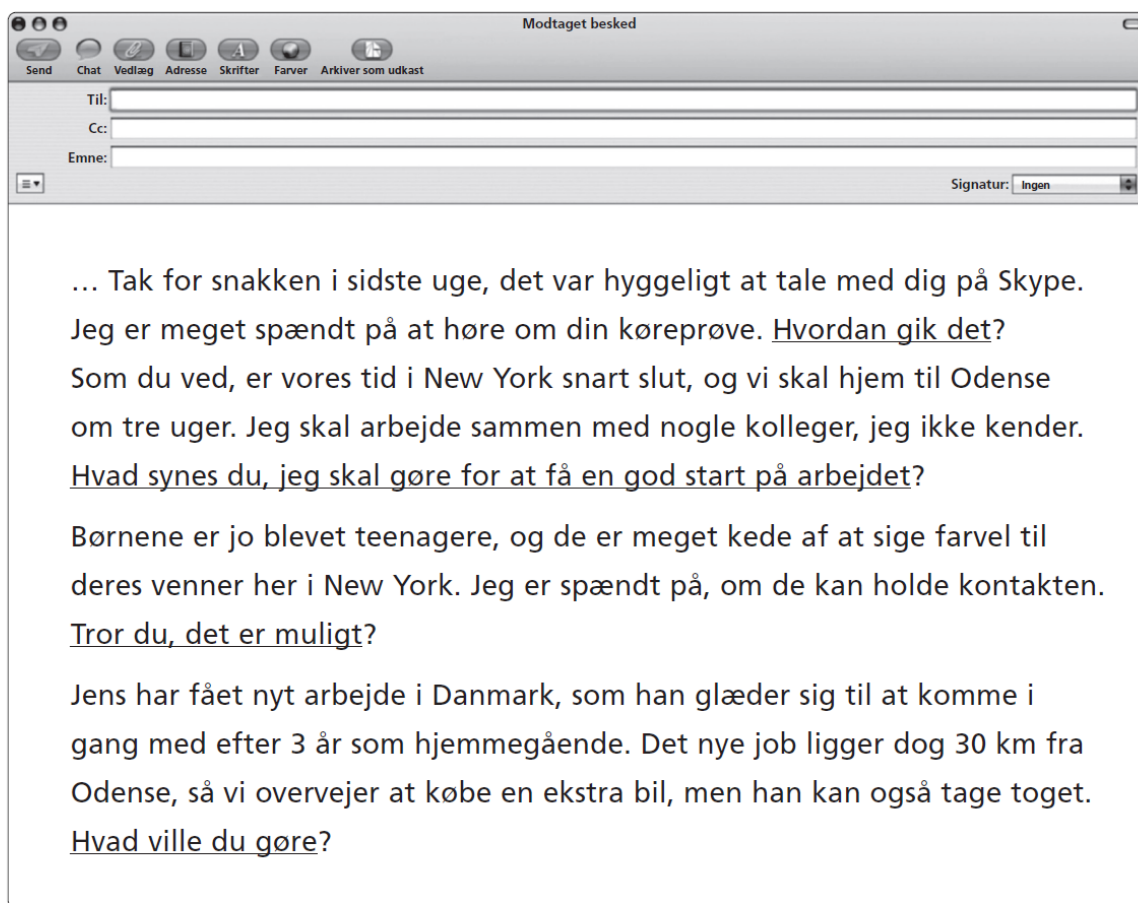 Modtaget besked
Send Chat Vedlæg Adresse Skrifter Farver Arkiver som udkast
Til:
Cc:
Emne:
Signatur: Ingen
… Tak for snakken i sidste uge, det var hyggeligt at tale med dig på Skype.
Jeg er meget spændt på at høre om din køreprøve. Hvordan gik det?
Som du ved, er vores tid i New York snart slut, og vi skal hjem til Odense
om tre uger. Jeg skal arbejde sammen med nogle kolleger, jeg ikke kender.
Hvad synes du, jeg skal gøre for at få en god start på arbejdet?
Børnene er jo blevet teenagere, og de er meget kede af at sige farvel til
deres venner her i New York. Jeg er spændt på, om de kan holde kontakten.
Tror du, det er muligt?
Jens har fået nyt arbejde i Danmark, som han glæder sig til at komme i
gang med efter 3 år som hjemmegående. Det nye job ligger dog 30 km fra
Odense, så vi overvejer at købe en ekstra bil, men han kan også tage toget.
Hvad ville du gøre?